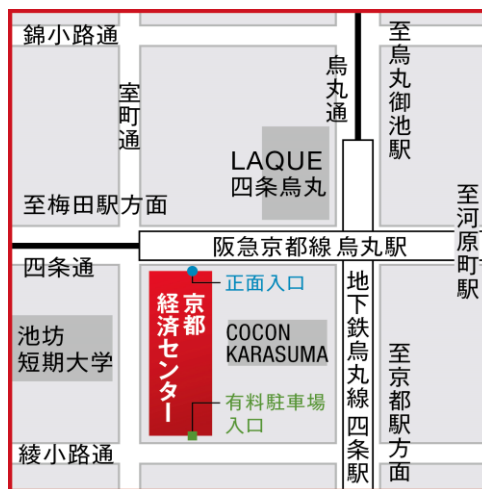 錦小路通
室町通
烏丸通
至烏丸御池駅
LAQUE
四条烏丸
至梅田駅方面
至河原町駅
阪急京都線 烏丸駅
四条通
正面入口
京都
経済センター
池坊
短期大学
COCON
KARASUMA
地下鉄烏丸線 四条駅
至京都駅方面
有料駐車場
入口
綾小路通